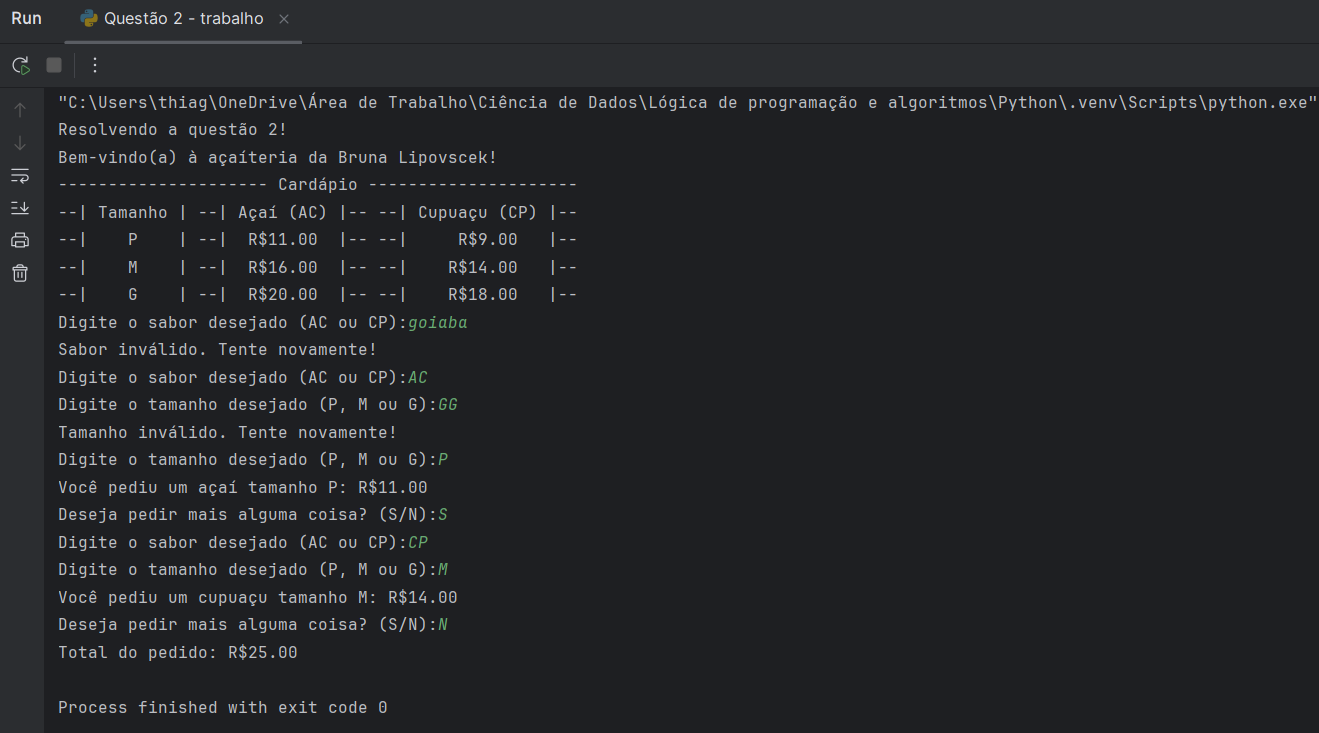 Run Questão 2 - trabalho
"C:\Users\thiag\OneDrive\Área de Trabalho\Ciência de Dados\Lógica de programação e algoritmos\Python\.venv\Scripts\python.exe"
Resolvendo a questão 2!
Bem-vindo(a) à açaíteria da Bruna Lipovscek!
--------------------- Cardápio ---------------------
--| Tamanho | --| Açaí (AC) |-- --| Cupuaçu (CP) |--
--|    P    | --|  R$11.00  |-- --|     R$9.00   |--
--|    M    | --|  R$16.00  |-- --|    R$14.00   |--
--|    G    | --|  R$20.00  |-- --|    R$18.00   |--
Digite o sabor desejado (AC ou CP):goiaba
Sabor inválido. Tente novamente!
Digite o sabor desejado (AC ou CP):AC
Digite o tamanho desejado (P, M ou G):GG
Tamanho inválido. Tente novamente!
Digite o tamanho desejado (P, M ou G):P
Você pediu um açaí tamanho P: R$11.00
Deseja pedir mais alguma coisa? (S/N):S
Digite o sabor desejado (AC ou CP):CP
Digite o tamanho desejado (P, M ou G):M
Você pediu um cupuaçu tamanho M: R$14.00
Deseja pedir mais alguma coisa? (S/N):N
Total do pedido: R$25.00
Process finished with exit code 0